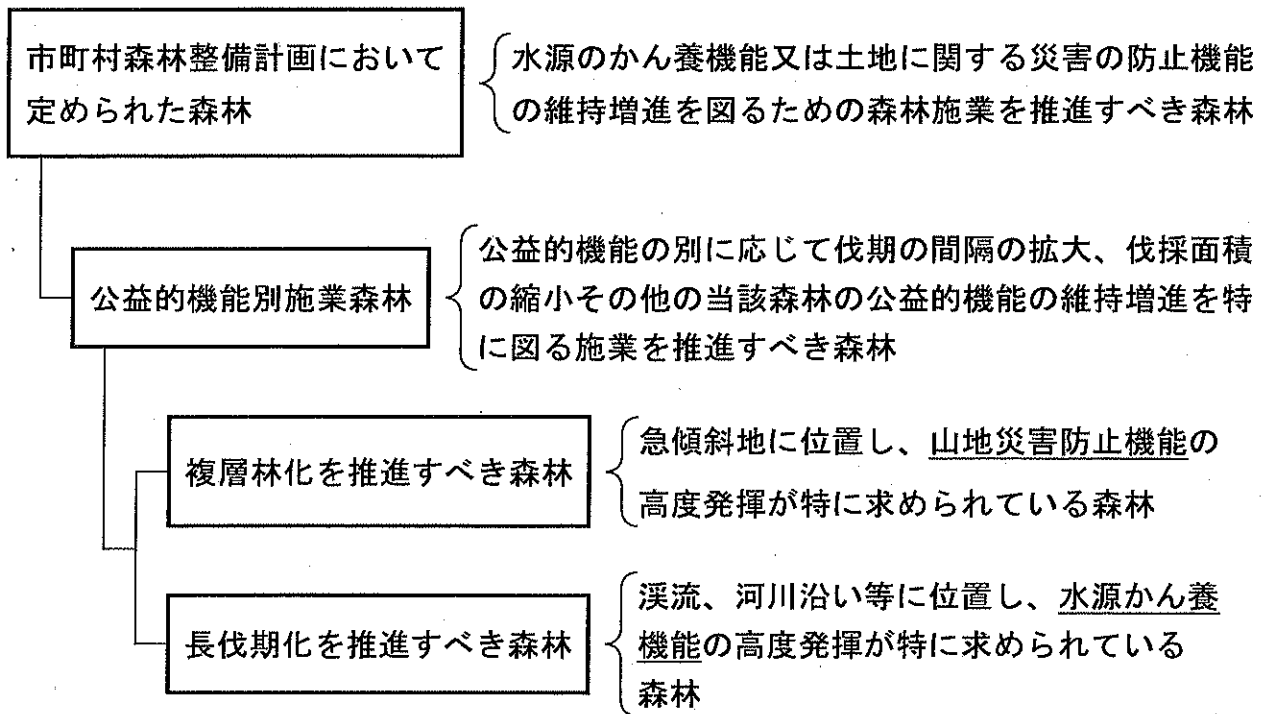 市町村森林整備計画において
定められた森林
水源のかん養機能又は土地に関する災害の防止機能
の維持増進を図るための森林施業を推進すべき森林
公益的機能別施業森林
公益的機能の別に応じて伐期の間隔の拡大、伐採面積
の縮小その他の当該森林の公益的機能の維持増進を特
に図る施業を推進すべき森林
複層林化を推進すべき森林
急傾斜地に位置し、山地災害防止機能の
高度発揮が特に求められている森林
長伐期化を推進すべき森林
渓流、河川沿い等に位置し、水源かん養
機能の高度発揮が特に求められている
森林